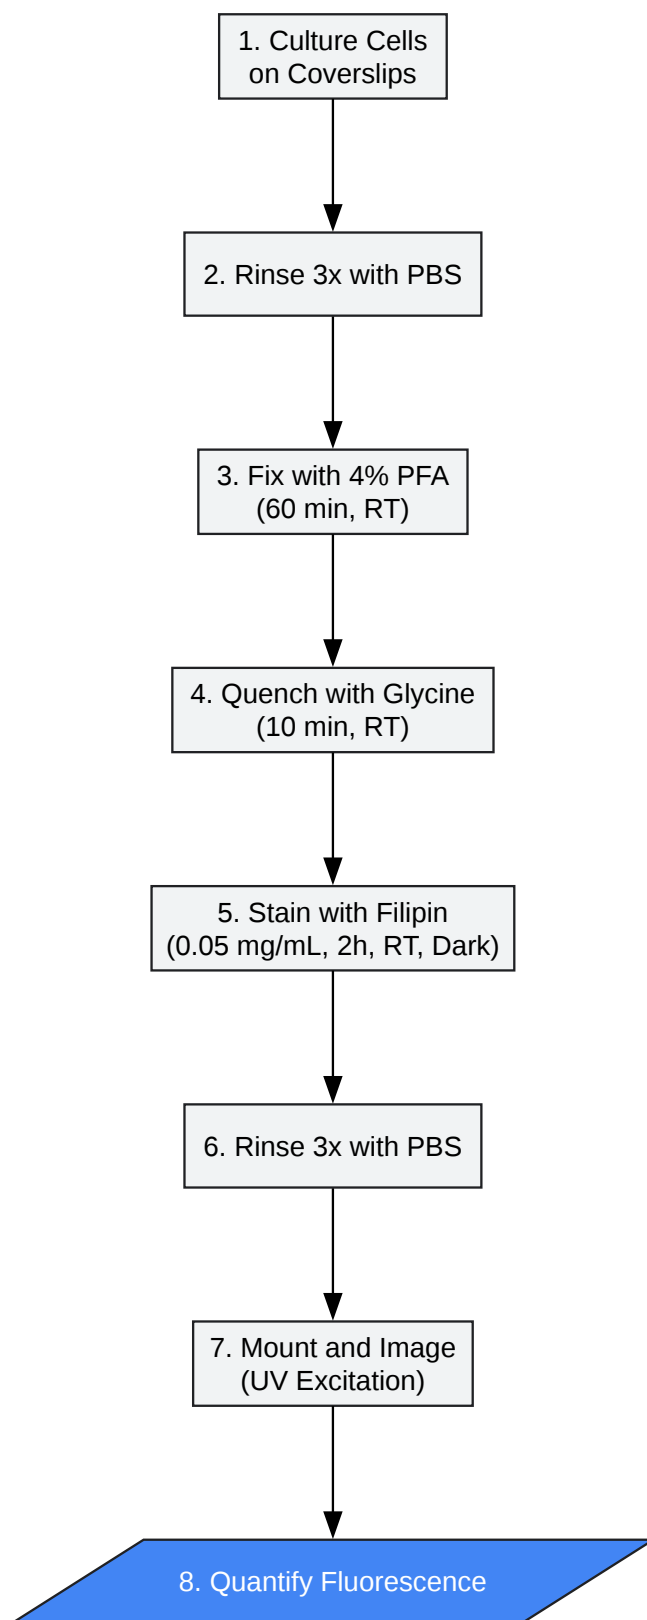 1. Culture Cells
on Coverslips
2. Rinse 3x with PBS
3. Fix with 4% PFA
(60 min, RT)
4. Quench with Glycine
(10 min, RT)
5. Stain with Filipin
(0.05 mg/mL, 2h, RT, Dark)
6. Rinse 3x with PBS
7. Mount and Image
(UV Excitation)
8. Quantify Fluorescence